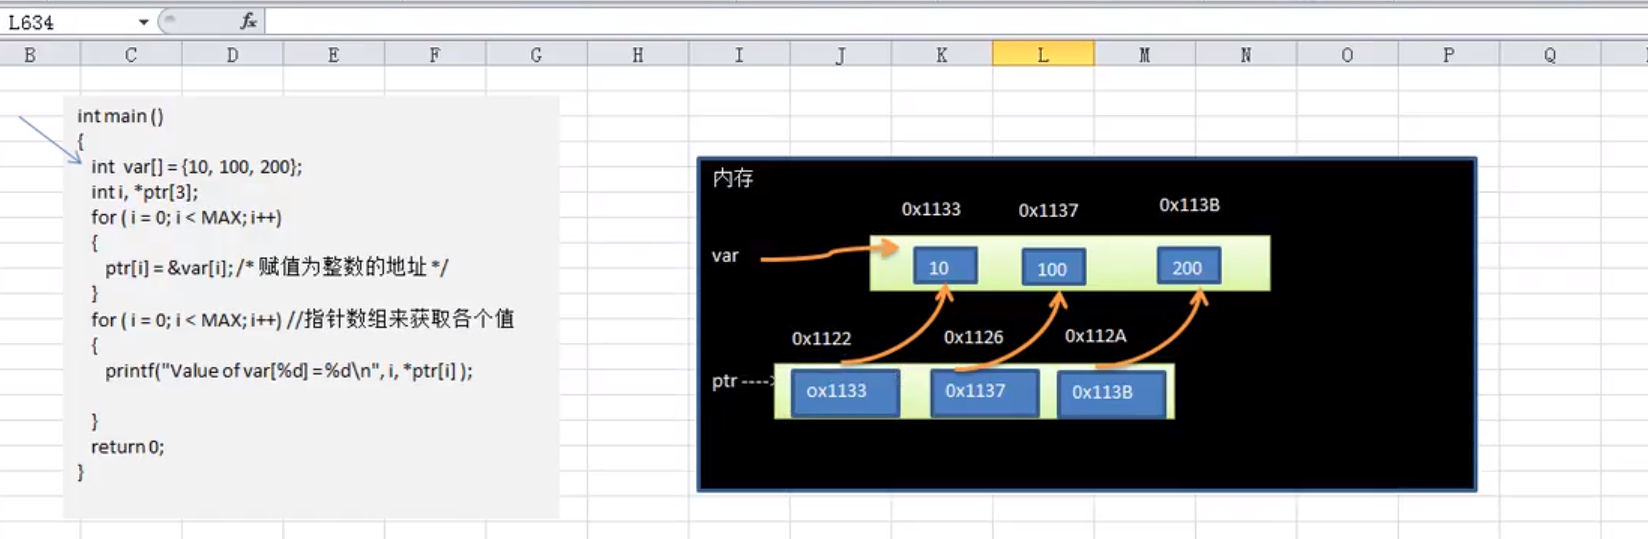 L634
fx
B C D E F G H I J K L M N O P Q
int main ()
{
int var[] = {10, 100, 200};
int i, *ptr[3];
for ( i = 0; i < MAX; i++)
{
ptr[i] = &var[i]; /* 赋值为整数的地址 */
}
for ( i = 0; i < MAX; i++) //指针数组来获取各个值
{
printf("Value of var[%d] = %d\n", i, *ptr[i] );
}
return 0;
}
内存
0x1133 0x1137 0x113B
var
10 100 200
0x1122 0x1126 0x112A
ptr ---->
ox1133 0x1137 0x113B